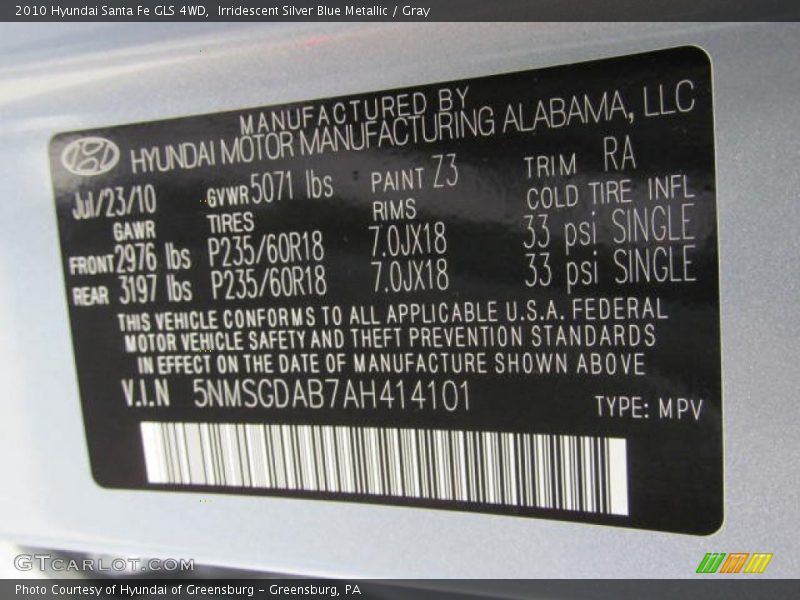 2010 Hyundai Santa Fe GLS 4WD,  Irridescent Silver Blue Metallic / Gray
MANUFACTURED BY
HYUNDAI MOTOR MANUFACTURING ALABAMA, LLC
Jul/23/10 GVWR 5071 lbs PAINT Z3 TRIM RA
GAWR TIRES RIMS COLD TIRE INFL
FRONT 2976 lbs P235/60R18 7.0JX18 33 psi SINGLE
REAR 3197 lbs P235/60R18 7.0JX18 33 psi SINGLE
THIS VEHICLE CONFORMS TO ALL APPLICABLE U.S.A. FEDERAL
MOTOR VEHICLE SAFETY AND THEFT PREVENTION STANDARDS
IN EFFECT ON THE DATE OF MANUFACTURE SHOWN ABOVE
V.I.N 5NMSGDAB7AH414101
TYPE: MPV
GTCarlot.com
Photo Courtesy of Hyundai of Greensburg - Greensburg, PA